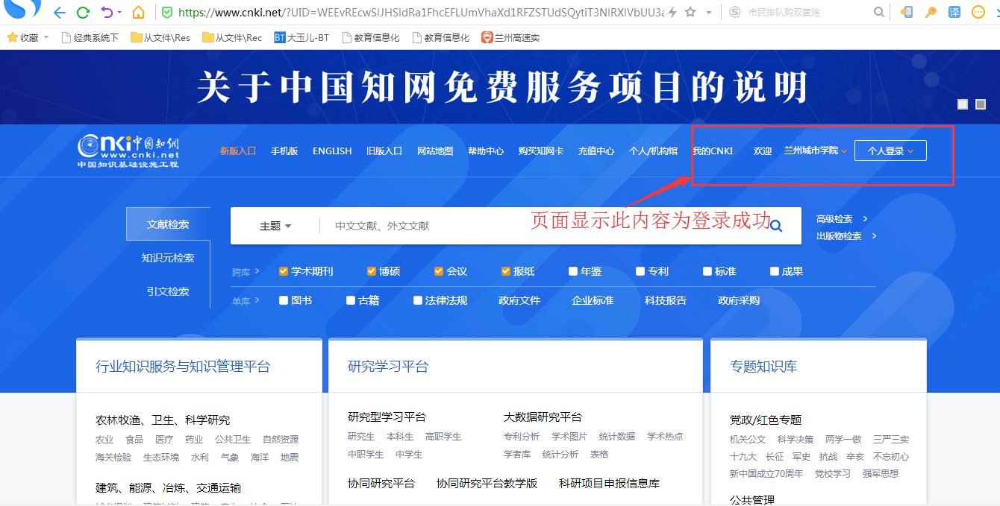 https://www.cnki.net/?UID=WEEvREcwSlJHSldRa1FhcEFLUmVhaXd1RFZSTUdSQytiT3NlRXlVbUU3a
市民排队购双黄连
译
收藏 经典系统下 从文件\Res 从文件\Rec BT 大玉儿-BT 教育信息化 教育信息化 兰州高速实
关于中国知网免费服务项目的说明
Cnki 中国知网
www.cnki.net
中国知识基础设施工程
新版入口 手机版 ENGLISH 旧版入口 网站地图 帮助中心 购买知网卡 充值中心 个人/机构馆 我的CNKI 欢迎 兰州城市学院 个人登录
页面显示此内容为登录成功
文献检索 主题 中文文献、外文文献 高级检索 >
出版物检索 >
知识元检索
引文检索
跨库 > 学术期刊 博硕 会议 报纸 年鉴 专利 标准 成果
单库 > 图书 古籍 法律法规 政府文件 企业标准 科技报告 政府采购
行业知识服务与知识管理平台
农林牧渔、卫生、科学研究
农业 食品 医疗 药业 公共卫生 自然资源
海关检验 生态环境 水利 气象 海洋 地震
建筑、能源、冶炼、交通运输
研究学习平台
研究型学习平台
研究生 本科生 高职学生
中职学生 中学生
大数据研究平台
专利分析 学术图片 统计数据 学术热点
学者库 统计分析 表格
协同研究平台 协同研究平台教学版 科研项目申报信息库
专题知识库
党政/红色专题
机关公文 科学决策 两学一做 三严三实
十九大 长征 军史 抗战 辛亥 不忘初心
新中国成立70周年 党校学习 强军思想
公共管理